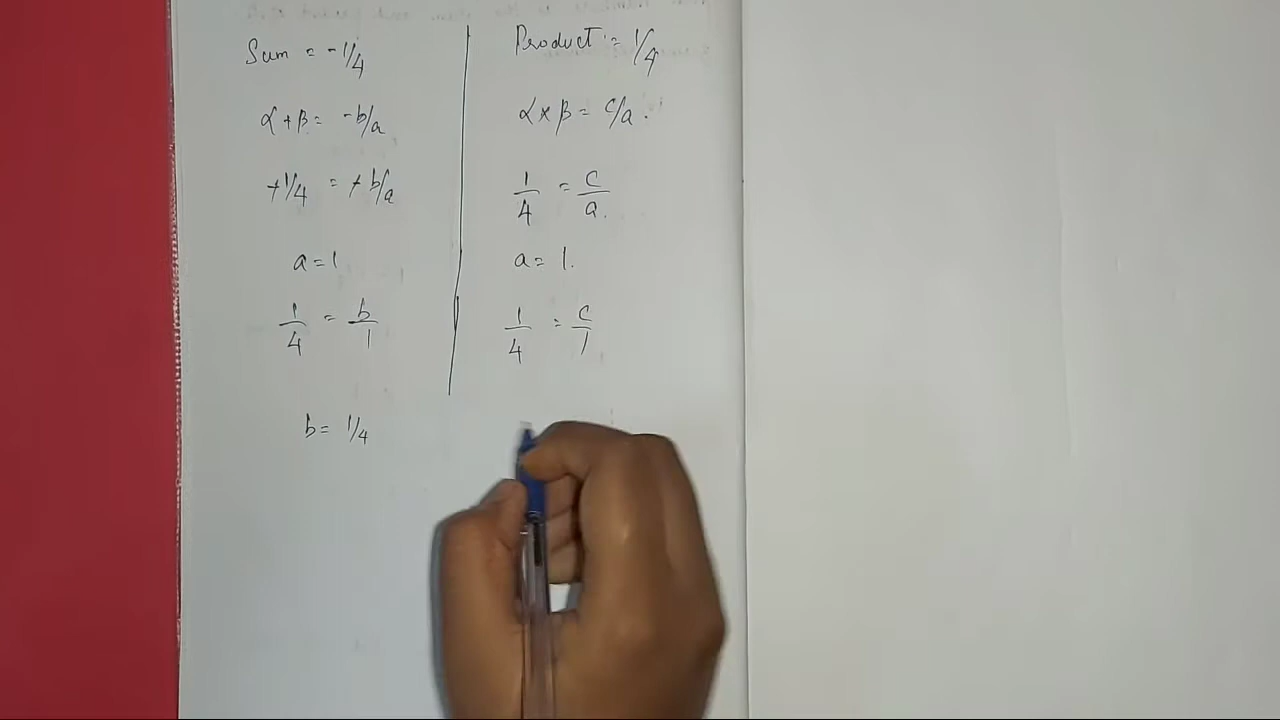 Sum = -1/4
α + β = -b/a
+1/4 = + b/a
a = 1
1/4 = b/1
b = 1/4
Product = 1/4
α × β = c/a.
1/4 = c/a.
a = 1.
1/4 = c/1